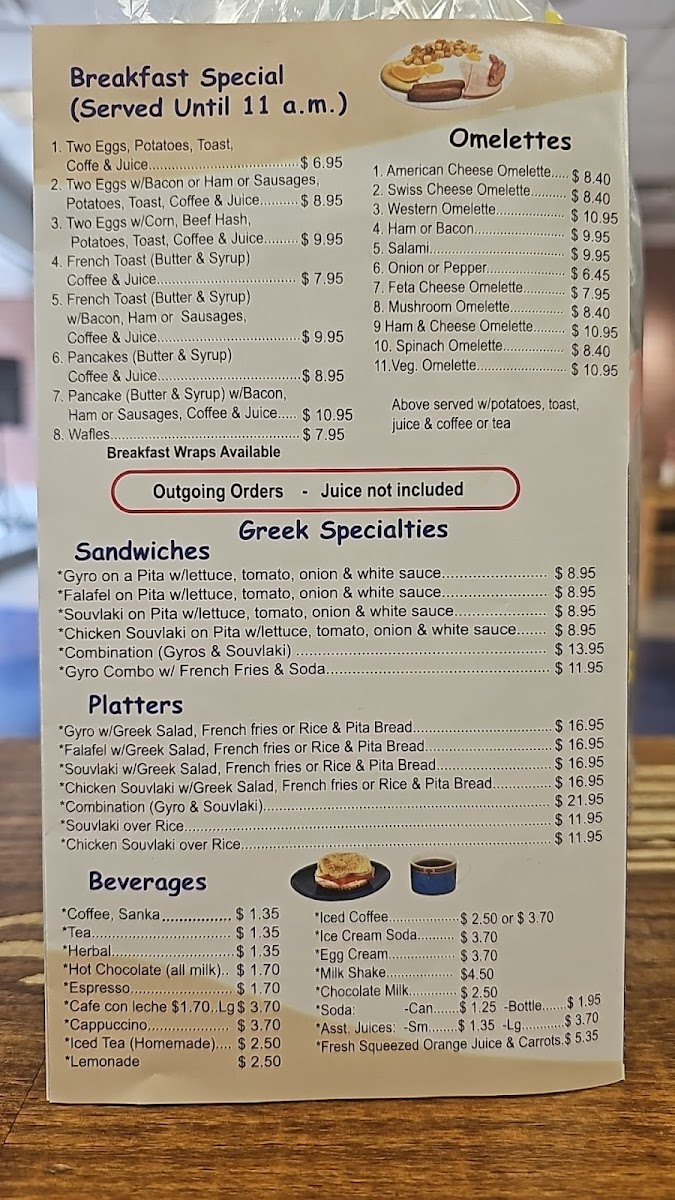 Breakfast Special
(Served Until 11 a.m.)
1. Two Eggs, Potatoes, Toast,
Coffe & Juice.................................... $ 6.95
2. Two Eggs w/Bacon or Ham or Sausages,
Potatoes, Toast, Coffee & Juice......... $ 8.95
3. Two Eggs w/Corn, Beef Hash,
Potatoes, Toast, Coffee & Juice........ $ 9.95
4. French Toast (Butter & Syrup)
Coffee & Juice.................................. $ 7.95
5. French Toast (Butter & Syrup)
w/Bacon, Ham or Sausages,
Coffee & Juice.................................. $ 9.95
6. Pancakes (Butter & Syrup)
Coffee & Juice.................................. $ 8.95
7. Pancake (Butter & Syrup) w/Bacon,
Ham or Sausages, Coffee & Juice..... $ 10.95
8. Wafles.............................................. $ 7.95
Breakfast Wraps Available
Omelettes
1. American Cheese Omelette..... $ 8.40
2. Swiss Cheese Omelette......... $ 8.40
3. Western Omelette................. $ 10.95
4. Ham or Bacon...................... $ 9.95
5. Salami................................. $ 9.95
6. Onion or Pepper................... $ 6.45
7. Feta Cheese Omelette........... $ 7.95
8. Mushroom Omelette............. $ 8.40
9 Ham & Cheese Omelette........ $ 10.95
10. Spinach Omelette............... $ 8.40
11.Veg. Omelette...................... $ 10.95
Above served w/potatoes, toast,
juice & coffee or tea
Outgoing Orders - Juice not included
Greek Specialties
Sandwiches
*Gyro on a Pita w/lettuce, tomato, onion & white sauce.......................... $ 8.95
*Falafel on Pita w/lettuce, tomato, onion & white sauce.......................... $ 8.95
*Souvlaki on Pita w/lettuce, tomato, onion & white sauce....................... $ 8.95
*Chicken Souvlaki on Pita w/lettuce, tomato, onion & white sauce....... $ 8.95
*Combination (Gyros & Souvlaki) .............................................................. $ 13.95
*Gyro Combo w/ French Fries & Soda....................................................... $ 11.95
Platters
*Gyro w/Greek Salad, French fries or Rice & Pita Bread.................................. $ 16.95
*Falafel w/Greek Salad, French fries or Rice & Pita Bread............................... $ 16.95
*Souvlaki w/Greek Salad, French fries or Rice & Pita Bread............................ $ 16.95
*Chicken Souvlaki w/Greek Salad, French fries or Rice & Pita Bread.............. $ 16.95
*Combination (Gyro & Souvlaki)....................................................................... $ 21.95
*Souvlaki over Rice........................................................................................... $ 11.95
*Chicken Souvlaki over Rice............................................................................. $ 11.95
Beverages
*Coffee, Sanka................ $ 1.35
*Tea.................................. $ 1.35
*Herbal............................. $ 1.35
*Hot Chocolate (all milk).. $ 1.70
*Espresso......................... $ 1.70
*Cafe con leche $1.70..Lg$ 3.70
*Cappuccino.................... $ 3.70
*Iced Tea (Homemade).... $ 2.50
*Lemonade $ 2.50
*Iced Coffee.................$ 2.50 or $ 3.70
*Ice Cream Soda.......... $ 3.70
*Egg Cream................. $ 3.70
*Milk Shake................. $4.50
*Chocolate Milk............ $ 2.50
*Soda: -Can.......$ 1.25 -Bottle......$ 1.95
*Asst. Juices: -Sm.......$ 1.35 -Lg..........$ 3.70
*Fresh Squeezed Orange Juice & Carrots.$ 5.35